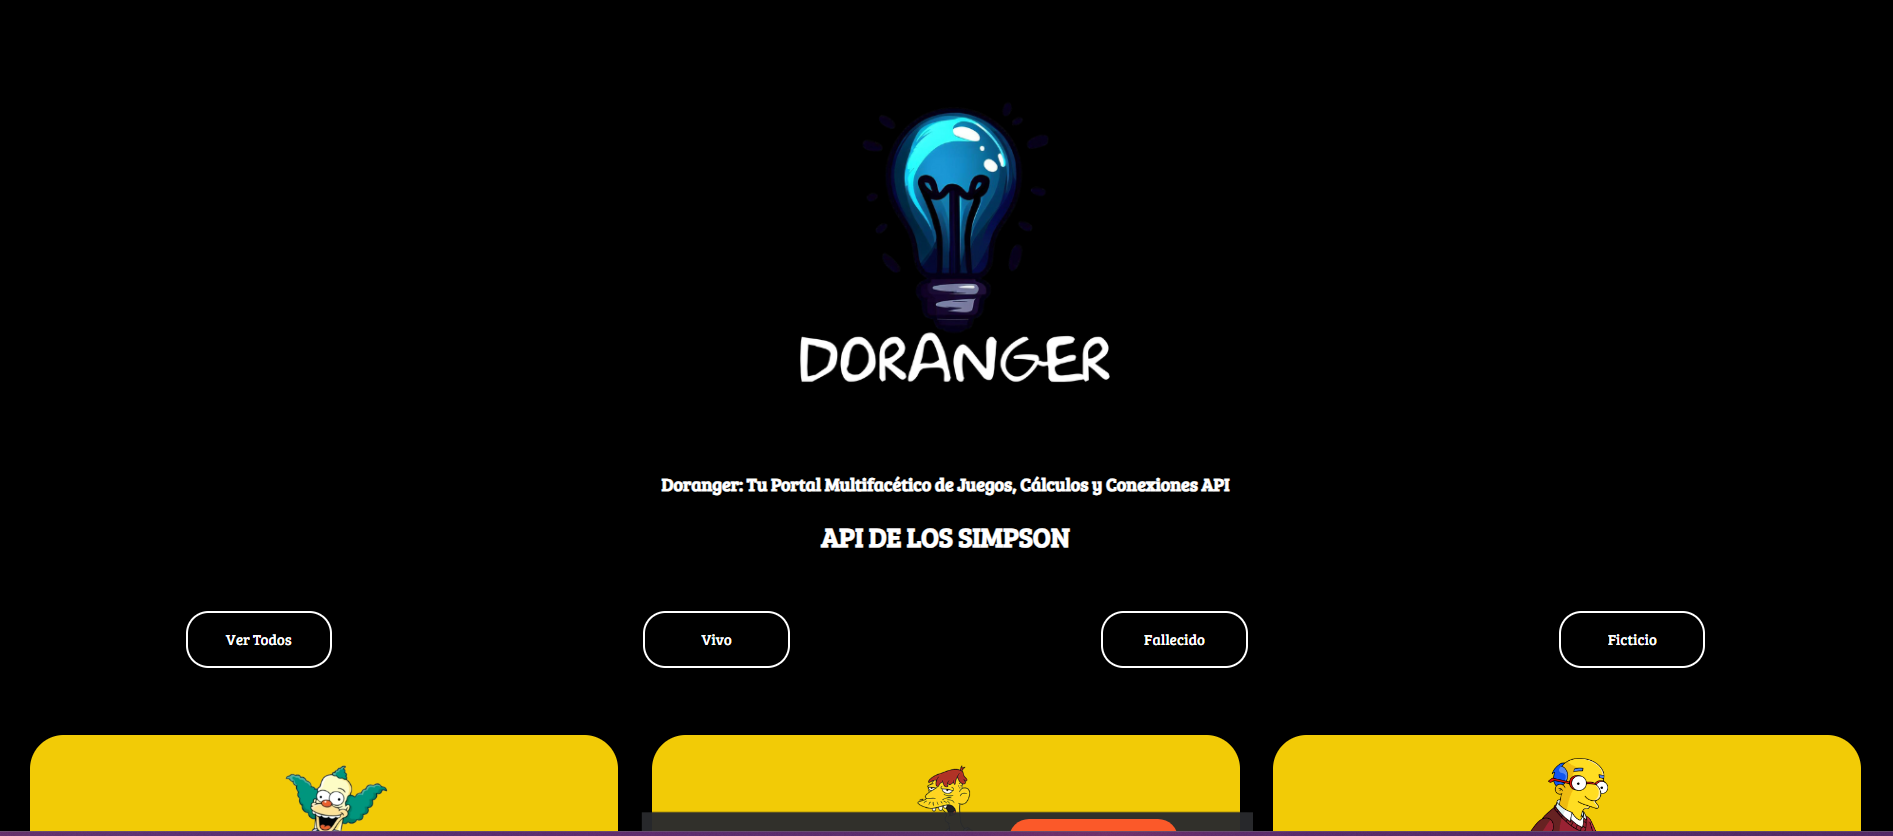 DORANGER
Doranger: Tu Portal Multifacético de Juegos, Cálculos y Conexiones API
API DE LOS SIMPSON
Ver Todos
Vivo
Fallecido
Ficticio